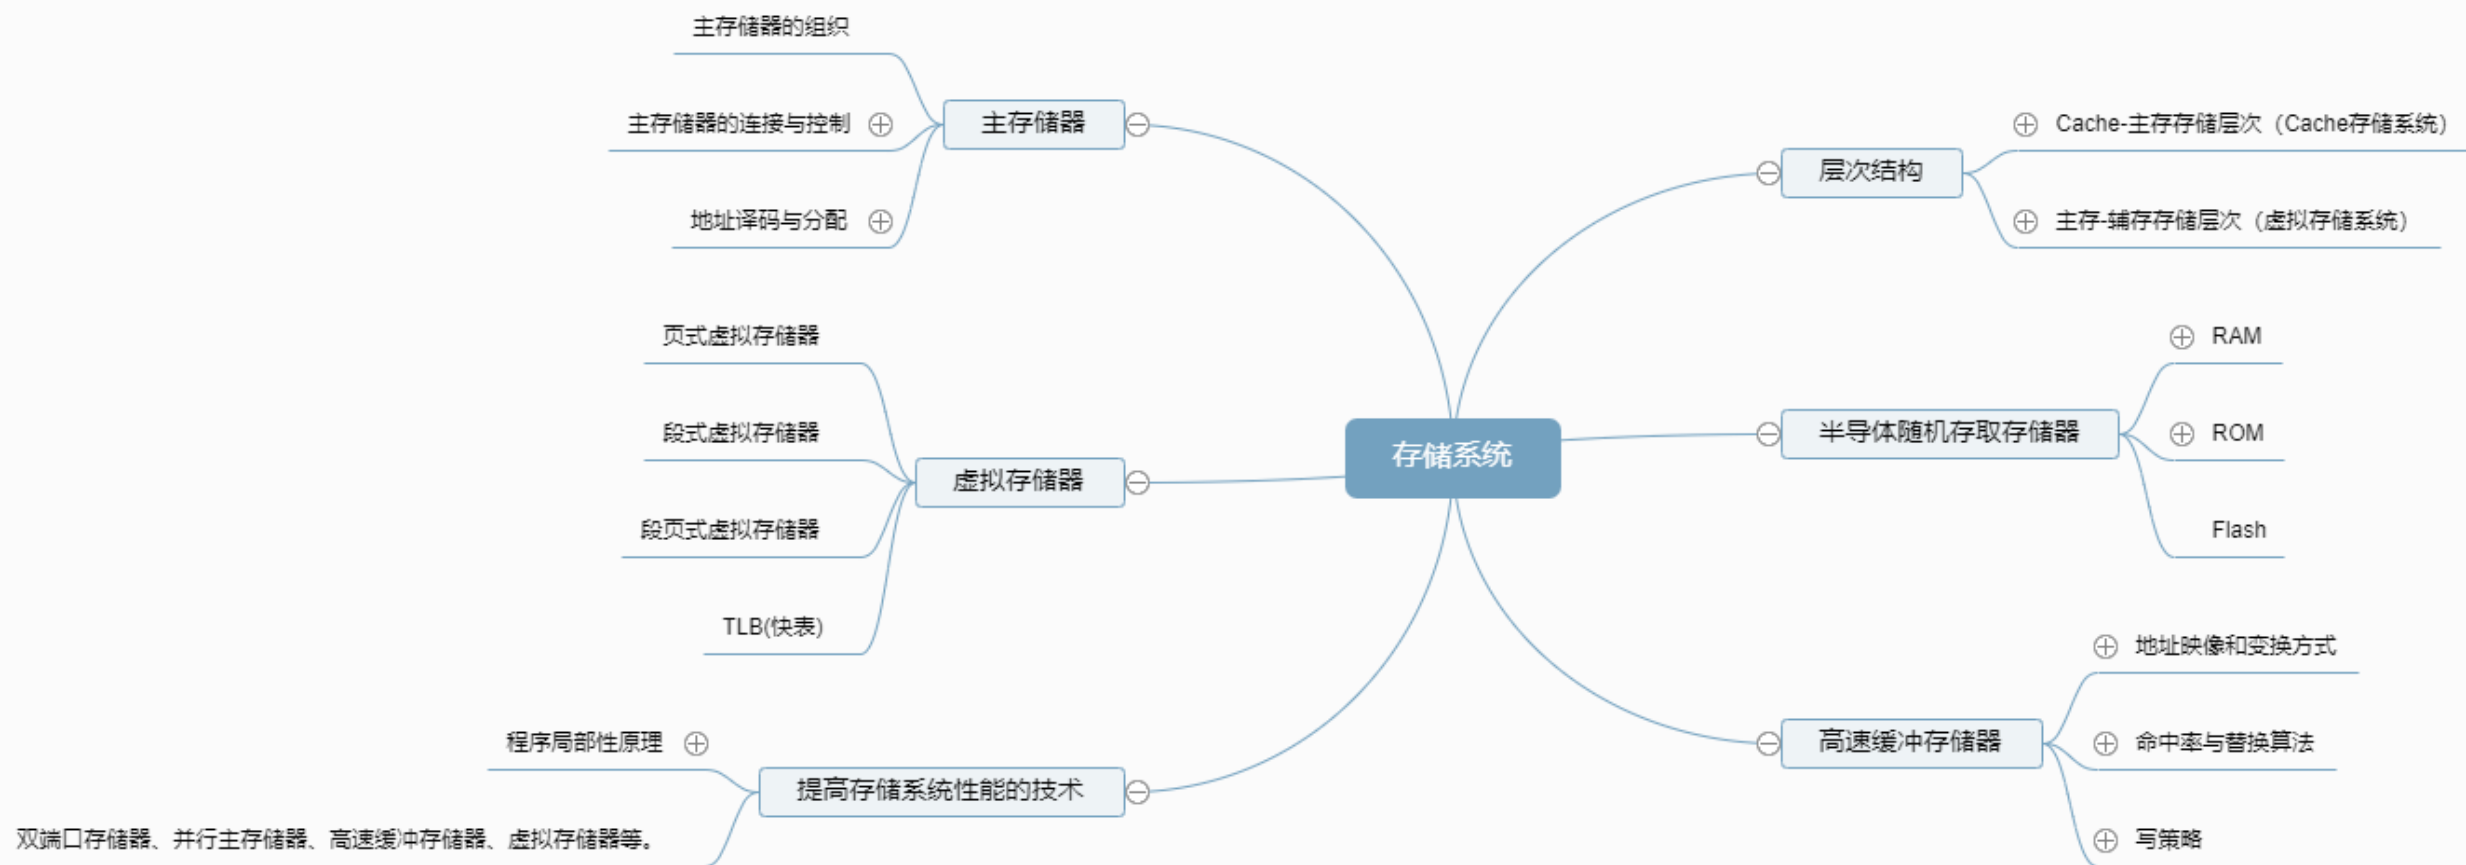 存储系统
层次结构
Cache-主存存储层次（Cache存储系统）
主存-辅存存储层次（虚拟存储系统）
半导体随机存取存储器
RAM
ROM
Flash
高速缓冲存储器
地址映像和变换方式
命中率与替换算法
写策略
主存储器
主存储器的组织
主存储器的连接与控制
地址译码与分配
虚拟存储器
页式虚拟存储器
段式虚拟存储器
段页式虚拟存储器
TLB(快表)
提高存储系统性能的技术
程序局部性原理
双端口存储器、并行主存储器、高速缓冲存储器、虚拟存储器等。